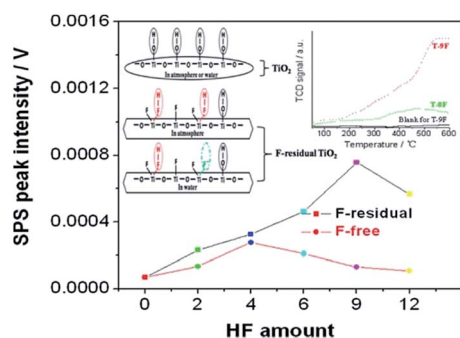 SPS peak intensity / V
0.0016
0.0012
0.0008
0.0004
0.0000
0
2
4
6
9
12
HF amount
F-residual
F-free
In atmosphere or water
TiO₂
In atmosphere
F-residual TiO₂
In water
TCD signal / a.u.
T-9F
T-0F
Blank for T-9F
100
200
300
400
500
600
Temperature / °C